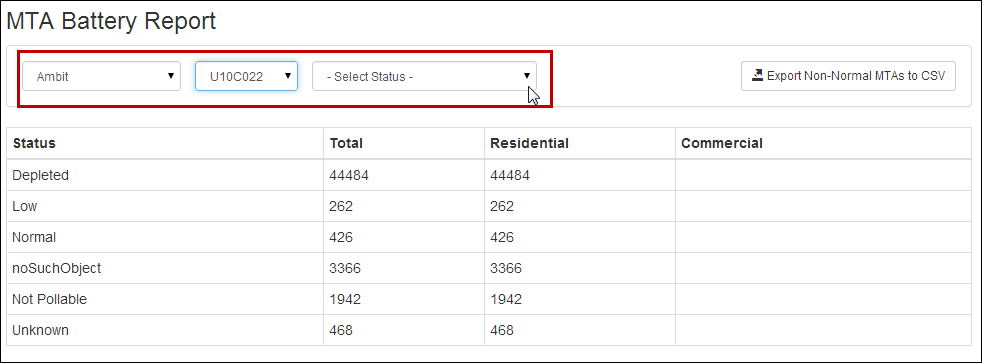 MTA Battery Report
Ambit U10C022 - Select Status - Export Non-Normal MTAs to CSV
Status Total Residential Commercial
Depleted 44484 44484
Low 262 262
Normal 426 426
noSuchObject 3366 3366
Not Pollable 1942 1942
Unknown 468 468